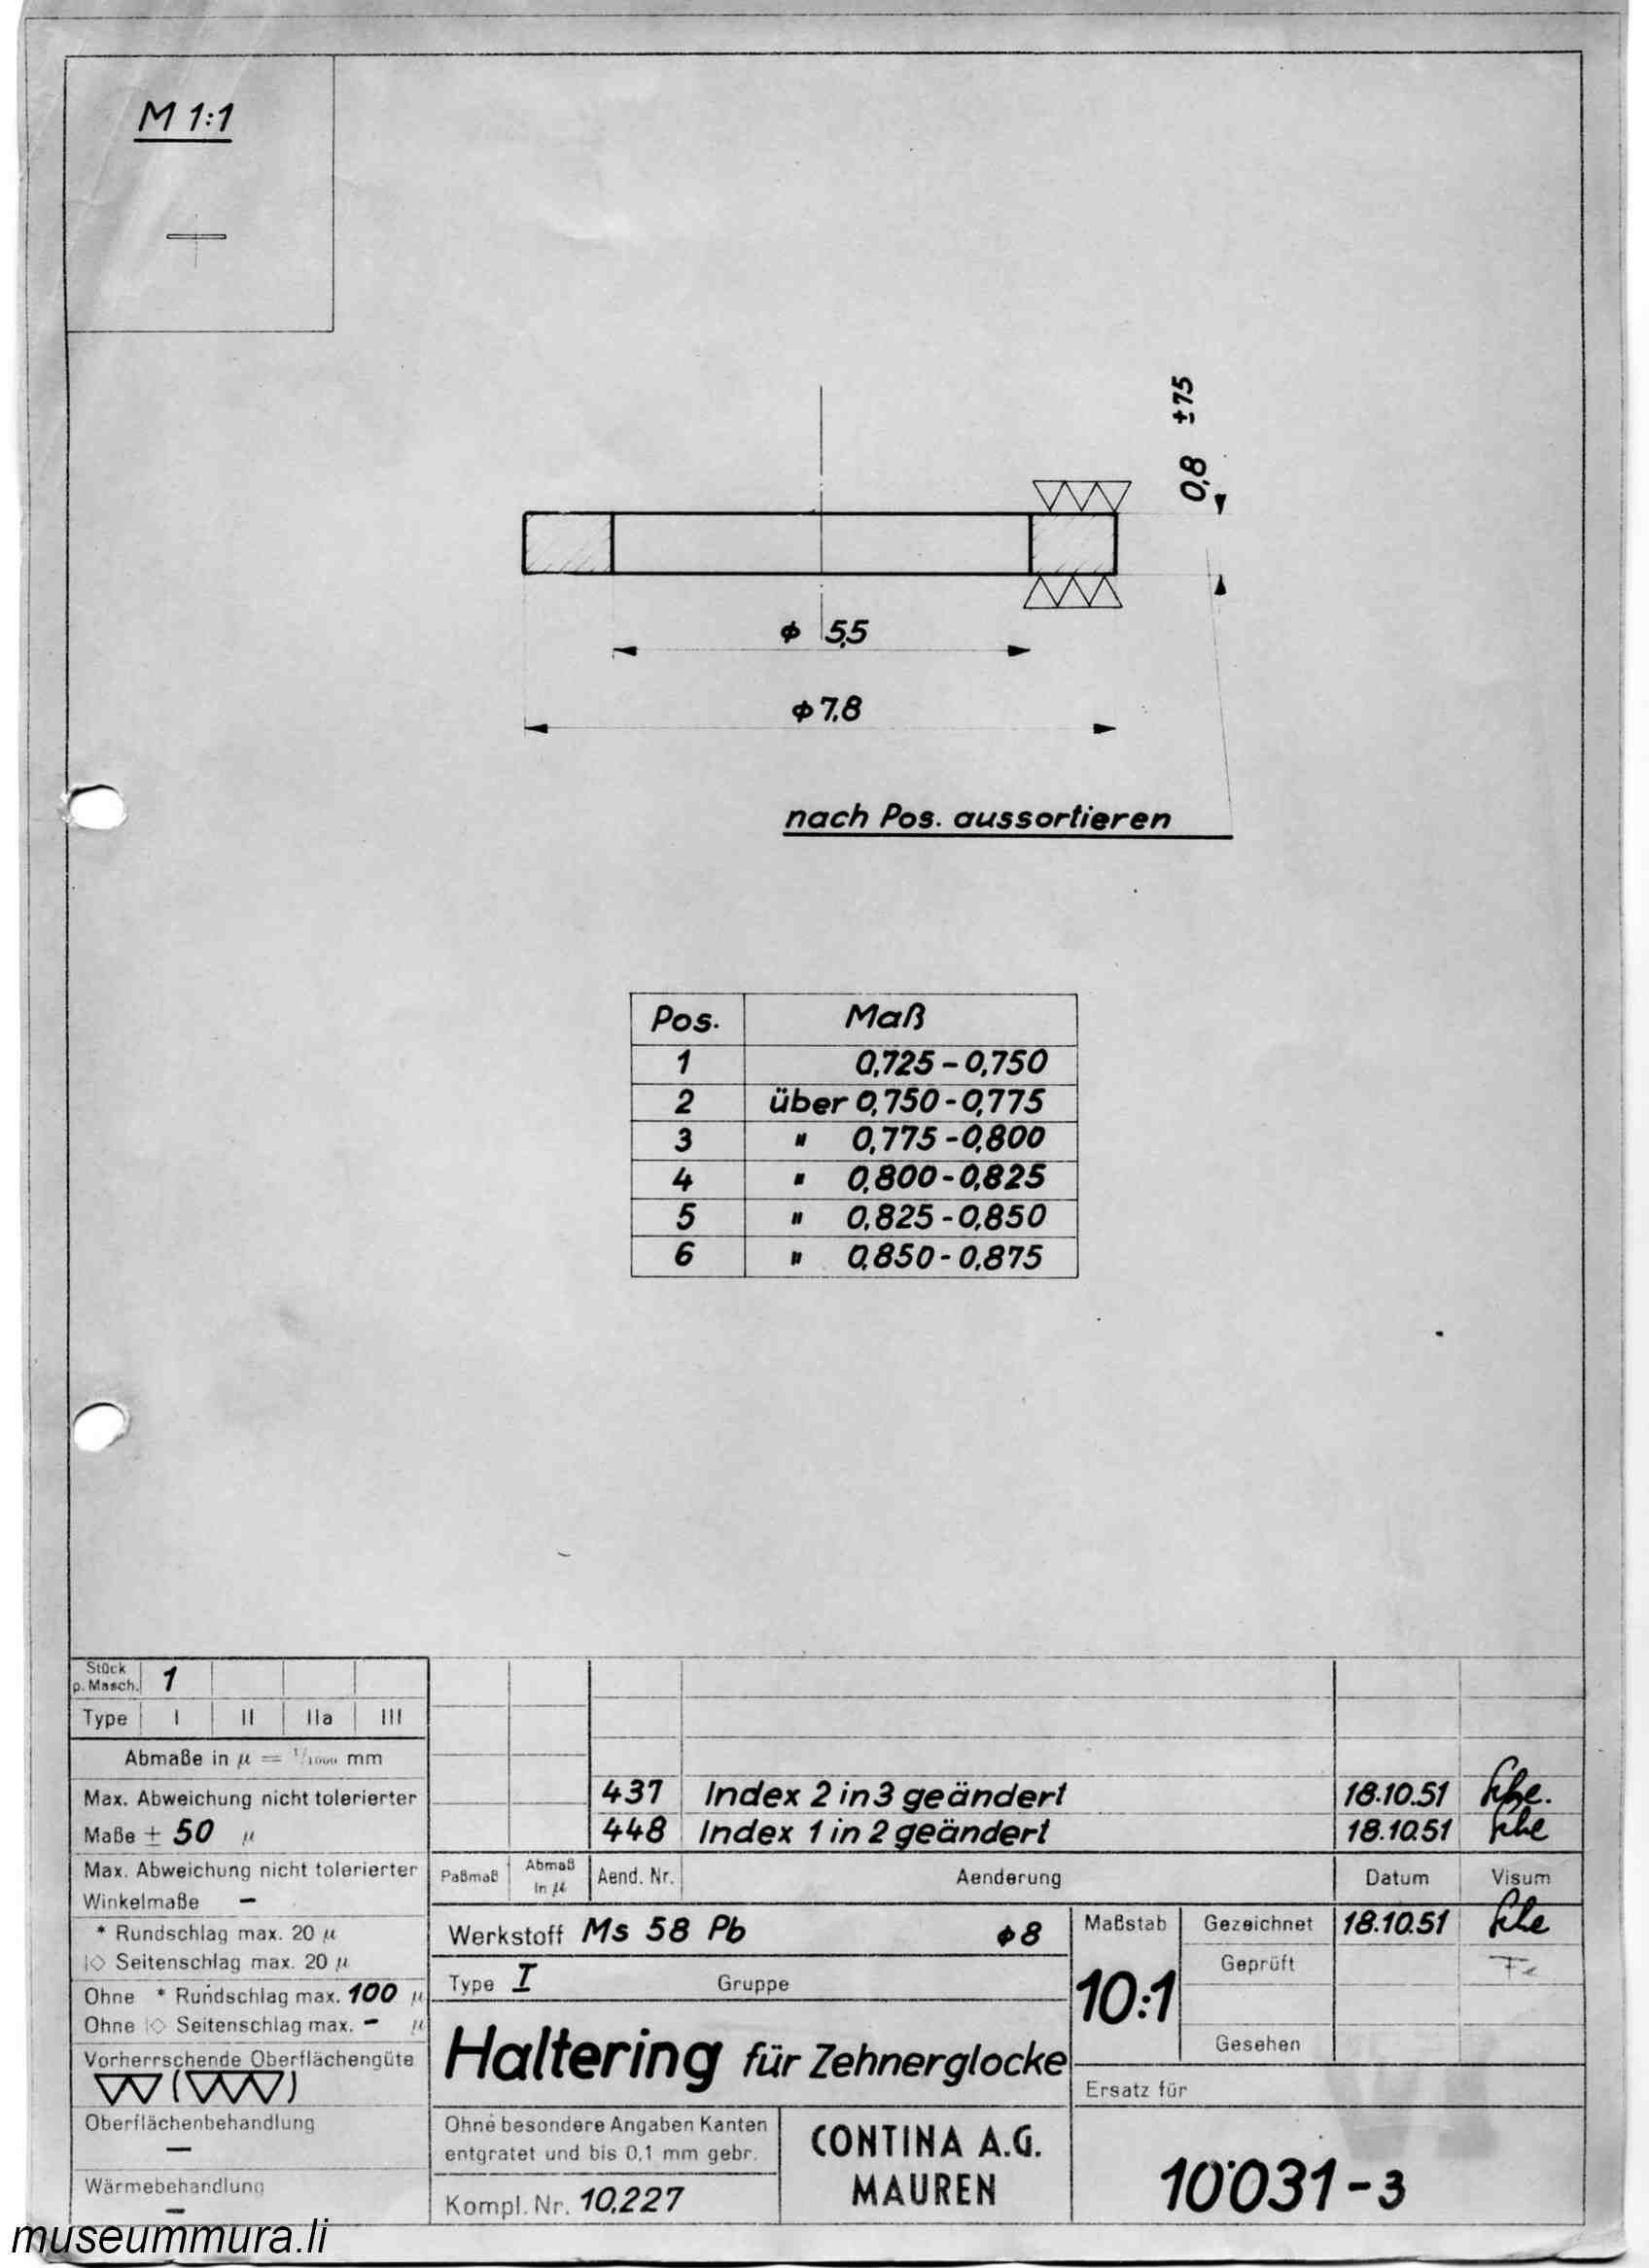 M 1:1
0,8 ±75
ϕ 5,5
ϕ 7,8
nach Pos. aussortieren
Pos. Maß
1 0,725 - 0,750
2 über 0,750 - 0,775
3 " 0,775 - 0,800
4 " 0,800 - 0,825
5 " 0,825 - 0,850
6 " 0,850 - 0,875
Stück
p. Masch. 1
Type I II IIa III
Abmaße in µ = 1/1000 mm
Max. Abweichung nicht tolerierter
Maße ± 50 µ
Max. Abweichung nicht tolerierter
Winkelmaße -
* Rundschlag max. 20 µ
|◇ Seitenschlag max. 20 µ
Ohne * Rundschlag max. 100 µ
Ohne |◇ Seitenschlag max. - µ
Vorherrschende Oberflächengüte
Oberflächenbehandlung
-
Wärmebehandlung
-
437 Index 2 in 3 geändert 18.10.51
448 Index 1 in 2 geändert 18.10.51
Paßmaß Abmaß in µ Aend. Nr. Aenderung Datum Visum
Werkstoff Ms 58 Pb ϕ 8
Type I Gruppe
Haltering für Zehnerglocke
Ohne besondere Angaben Kanten
entgratet und bis 0,1 mm gebr.
Kompl. Nr. 10.227
CONTINA A.G.
MAUREN
Maßstab
10:1
Gezeichnet 18.10.51
Geprüft
Gesehen
Ersatz für
10'031-3
museummura.li